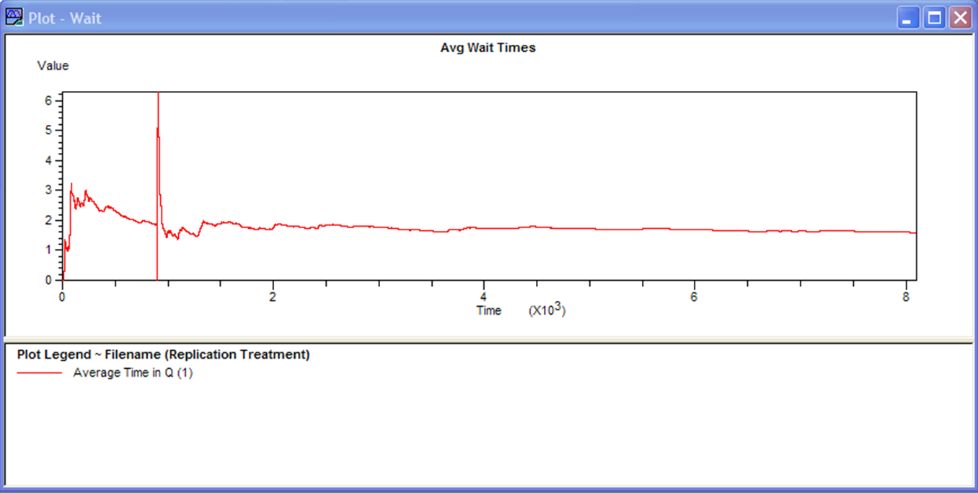 Plot - Wait
Avg Wait Times
Value
6
5
4
3
2
1
0
0 2 4 6 8
Time (X10³)
Plot Legend ~ Filename (Replication Treatment)
Average Time in Q (1)